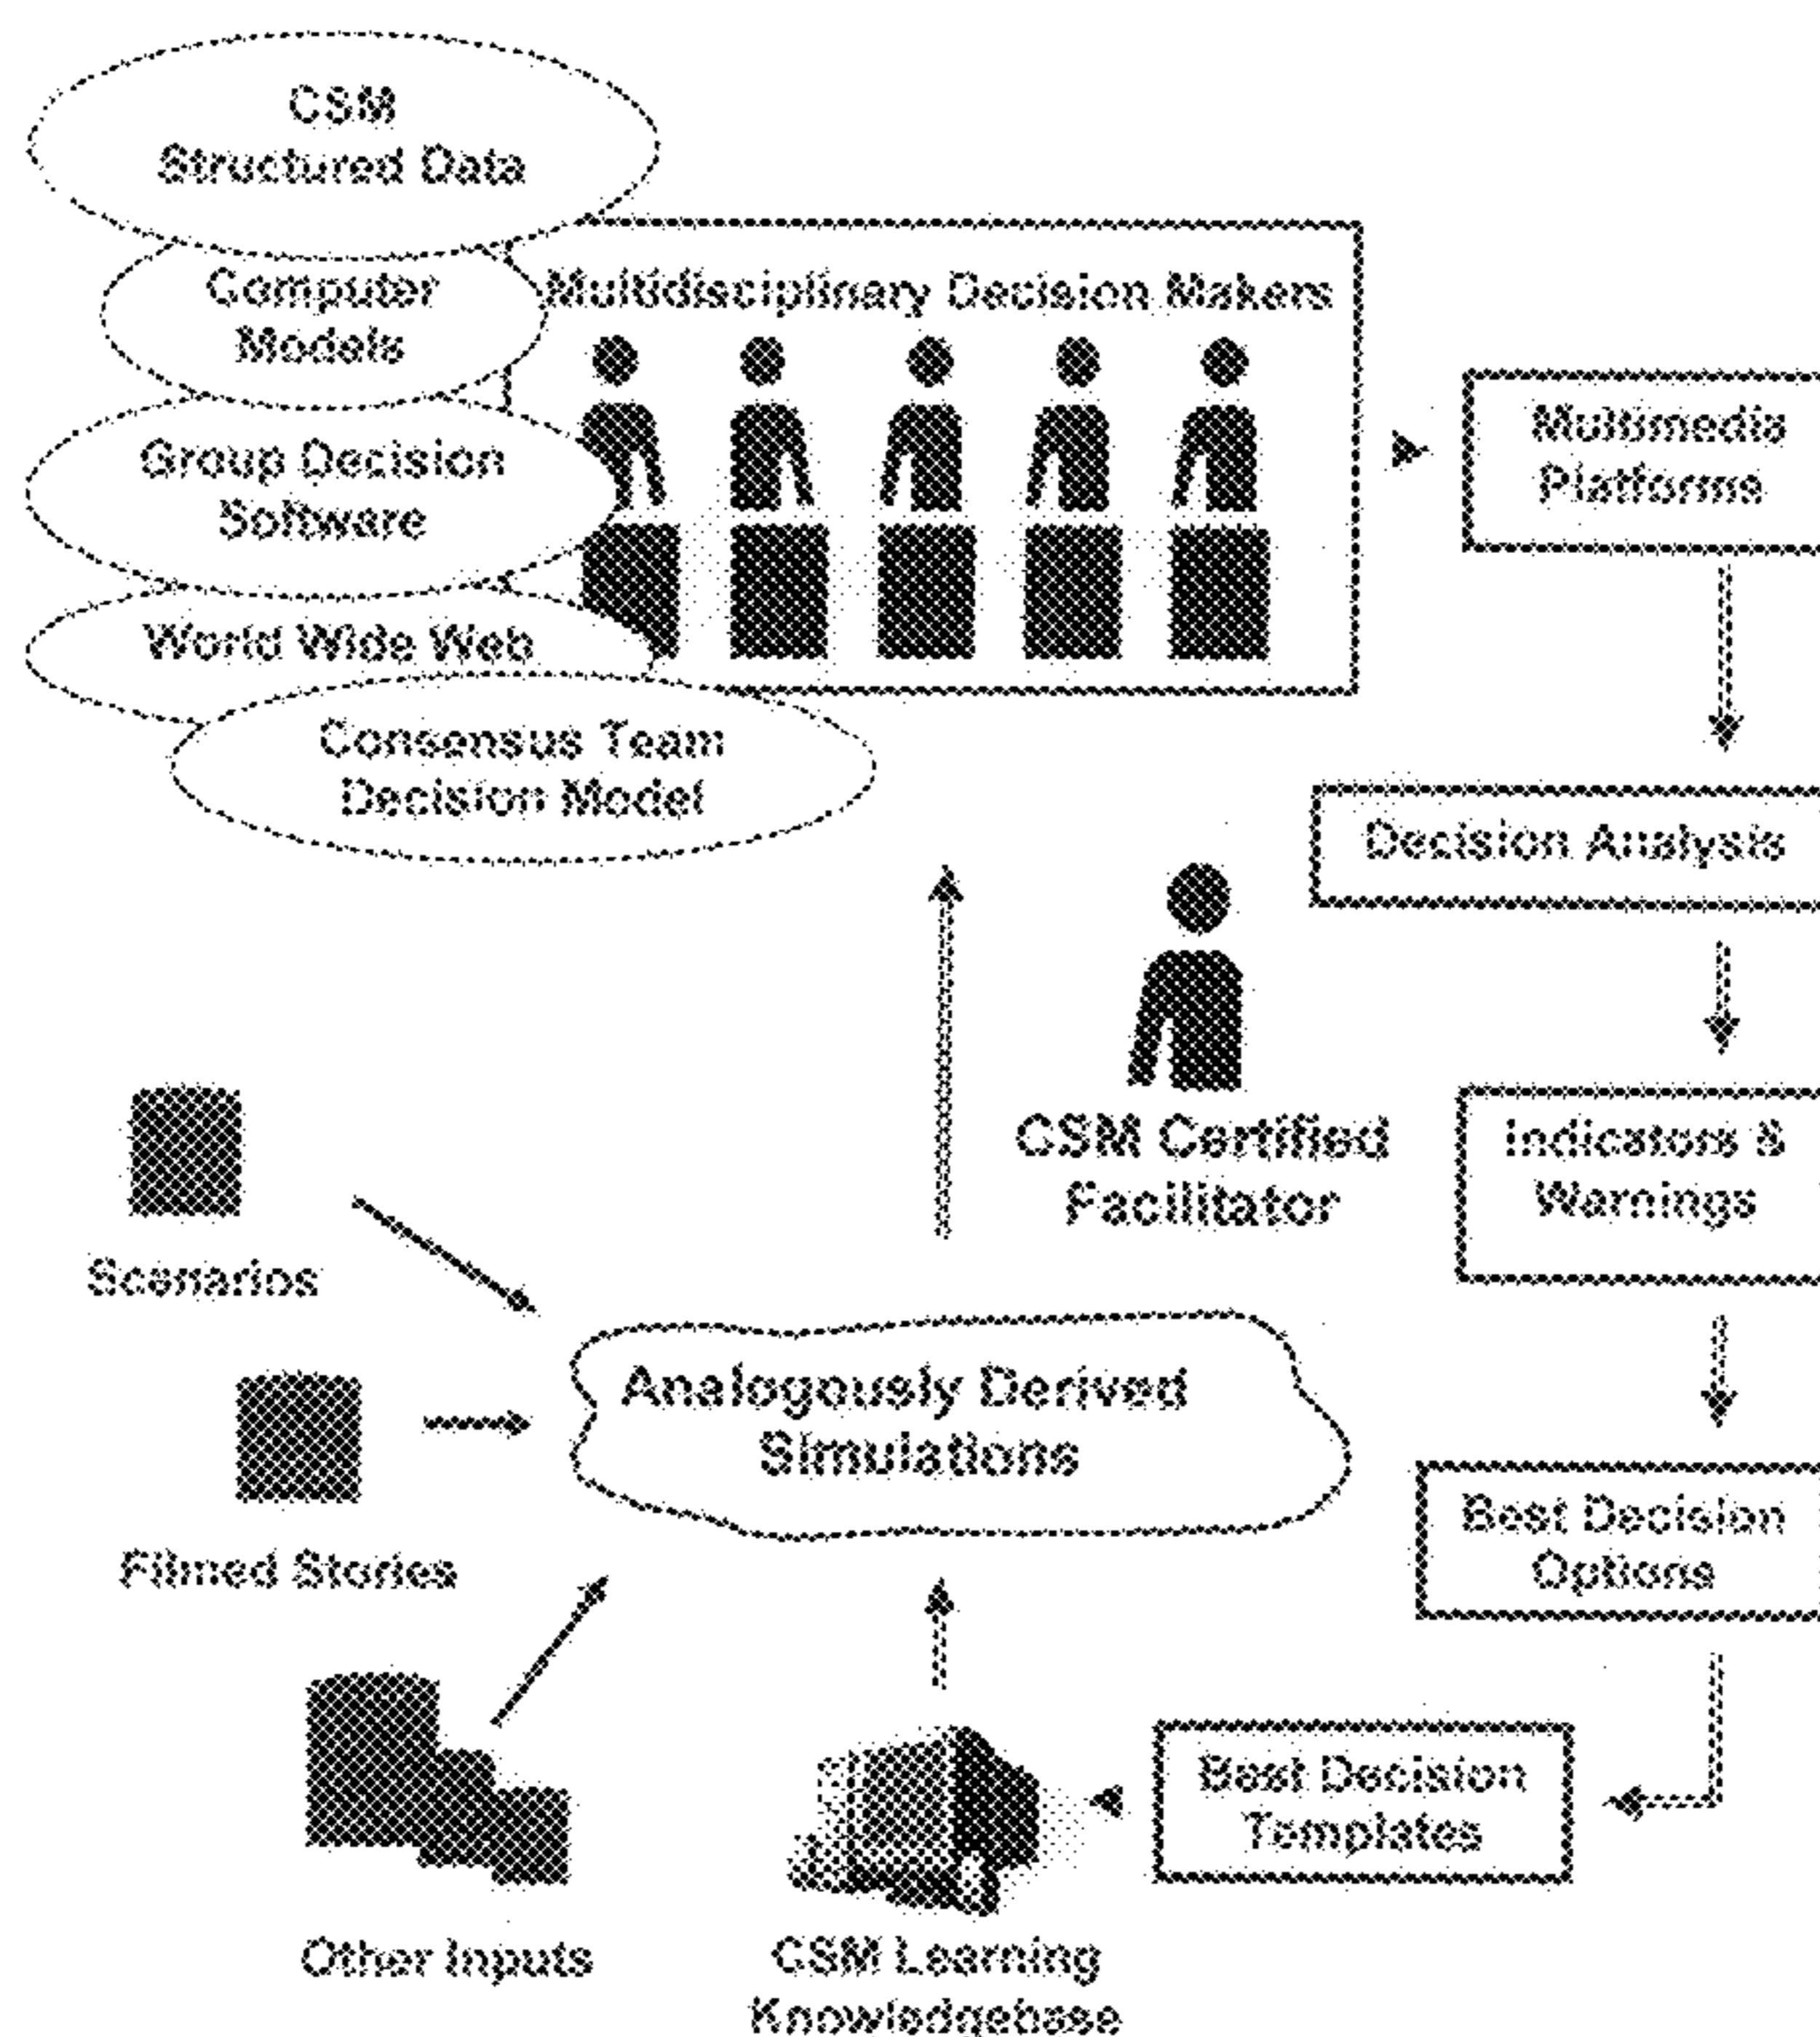 CSM
Structured Data
Computer
Models
Multidisciplinary Decision Makers
Group Decision
Software
World Wide Web
Consensus Team
Decision Model
Multimedia
Platforms
Decision Analysis
CSM Certified
Facilitator
Indicators &
Warnings
Scenarios
Analogously Derived
Simulations
Filmed Stories
Best Decision
Options
Best Decision
Templates
Other Inputs
CSM Learning
Knowledgebase